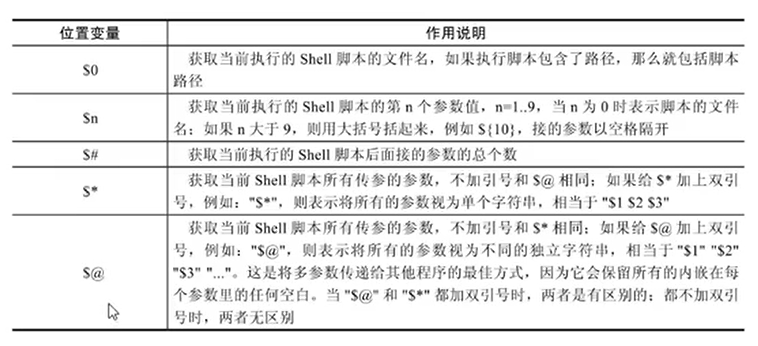 位置变量 作用说明
$0 获取当前执行的 Shell 脚本的文件名，如果执行脚本包含了路径，那么就包括脚本
路径
$n 获取当前执行的 Shell 脚本的第 n 个参数值，n=1..9，当 n 为 0 时表示脚本的文件
名；如果 n 大于 9，则用大括号括起来，例如 ${10}，接的参数以空格隔开
$# 获取当前执行的 Shell 脚本后面接的参数的总个数
$* 获取当前 Shell 脚本所有传参的参数，不加引号和 $@ 相同；如果给 $* 加上双引
号，例如："$*"，则表示将所有的参数视为单个字符串，相当于 "$1 $2 $3"
$@ 获取当前 Shell 脚本所有传参的参数，不加引号和 $* 相同；如果给 $@ 加上双引
号，例如："$@"，则表示将所有的参数视为不同的独立字符串，相当于 "$1" "$2"
"$3" "..."。这是将多参数传递给其他程序的最佳方式，因为它会保留所有的内嵌在每
个参数里的任何空白。当 "$@" 和 "$*" 都加双引号时，两者是有区别的；都不加双引
号时，两者无区别